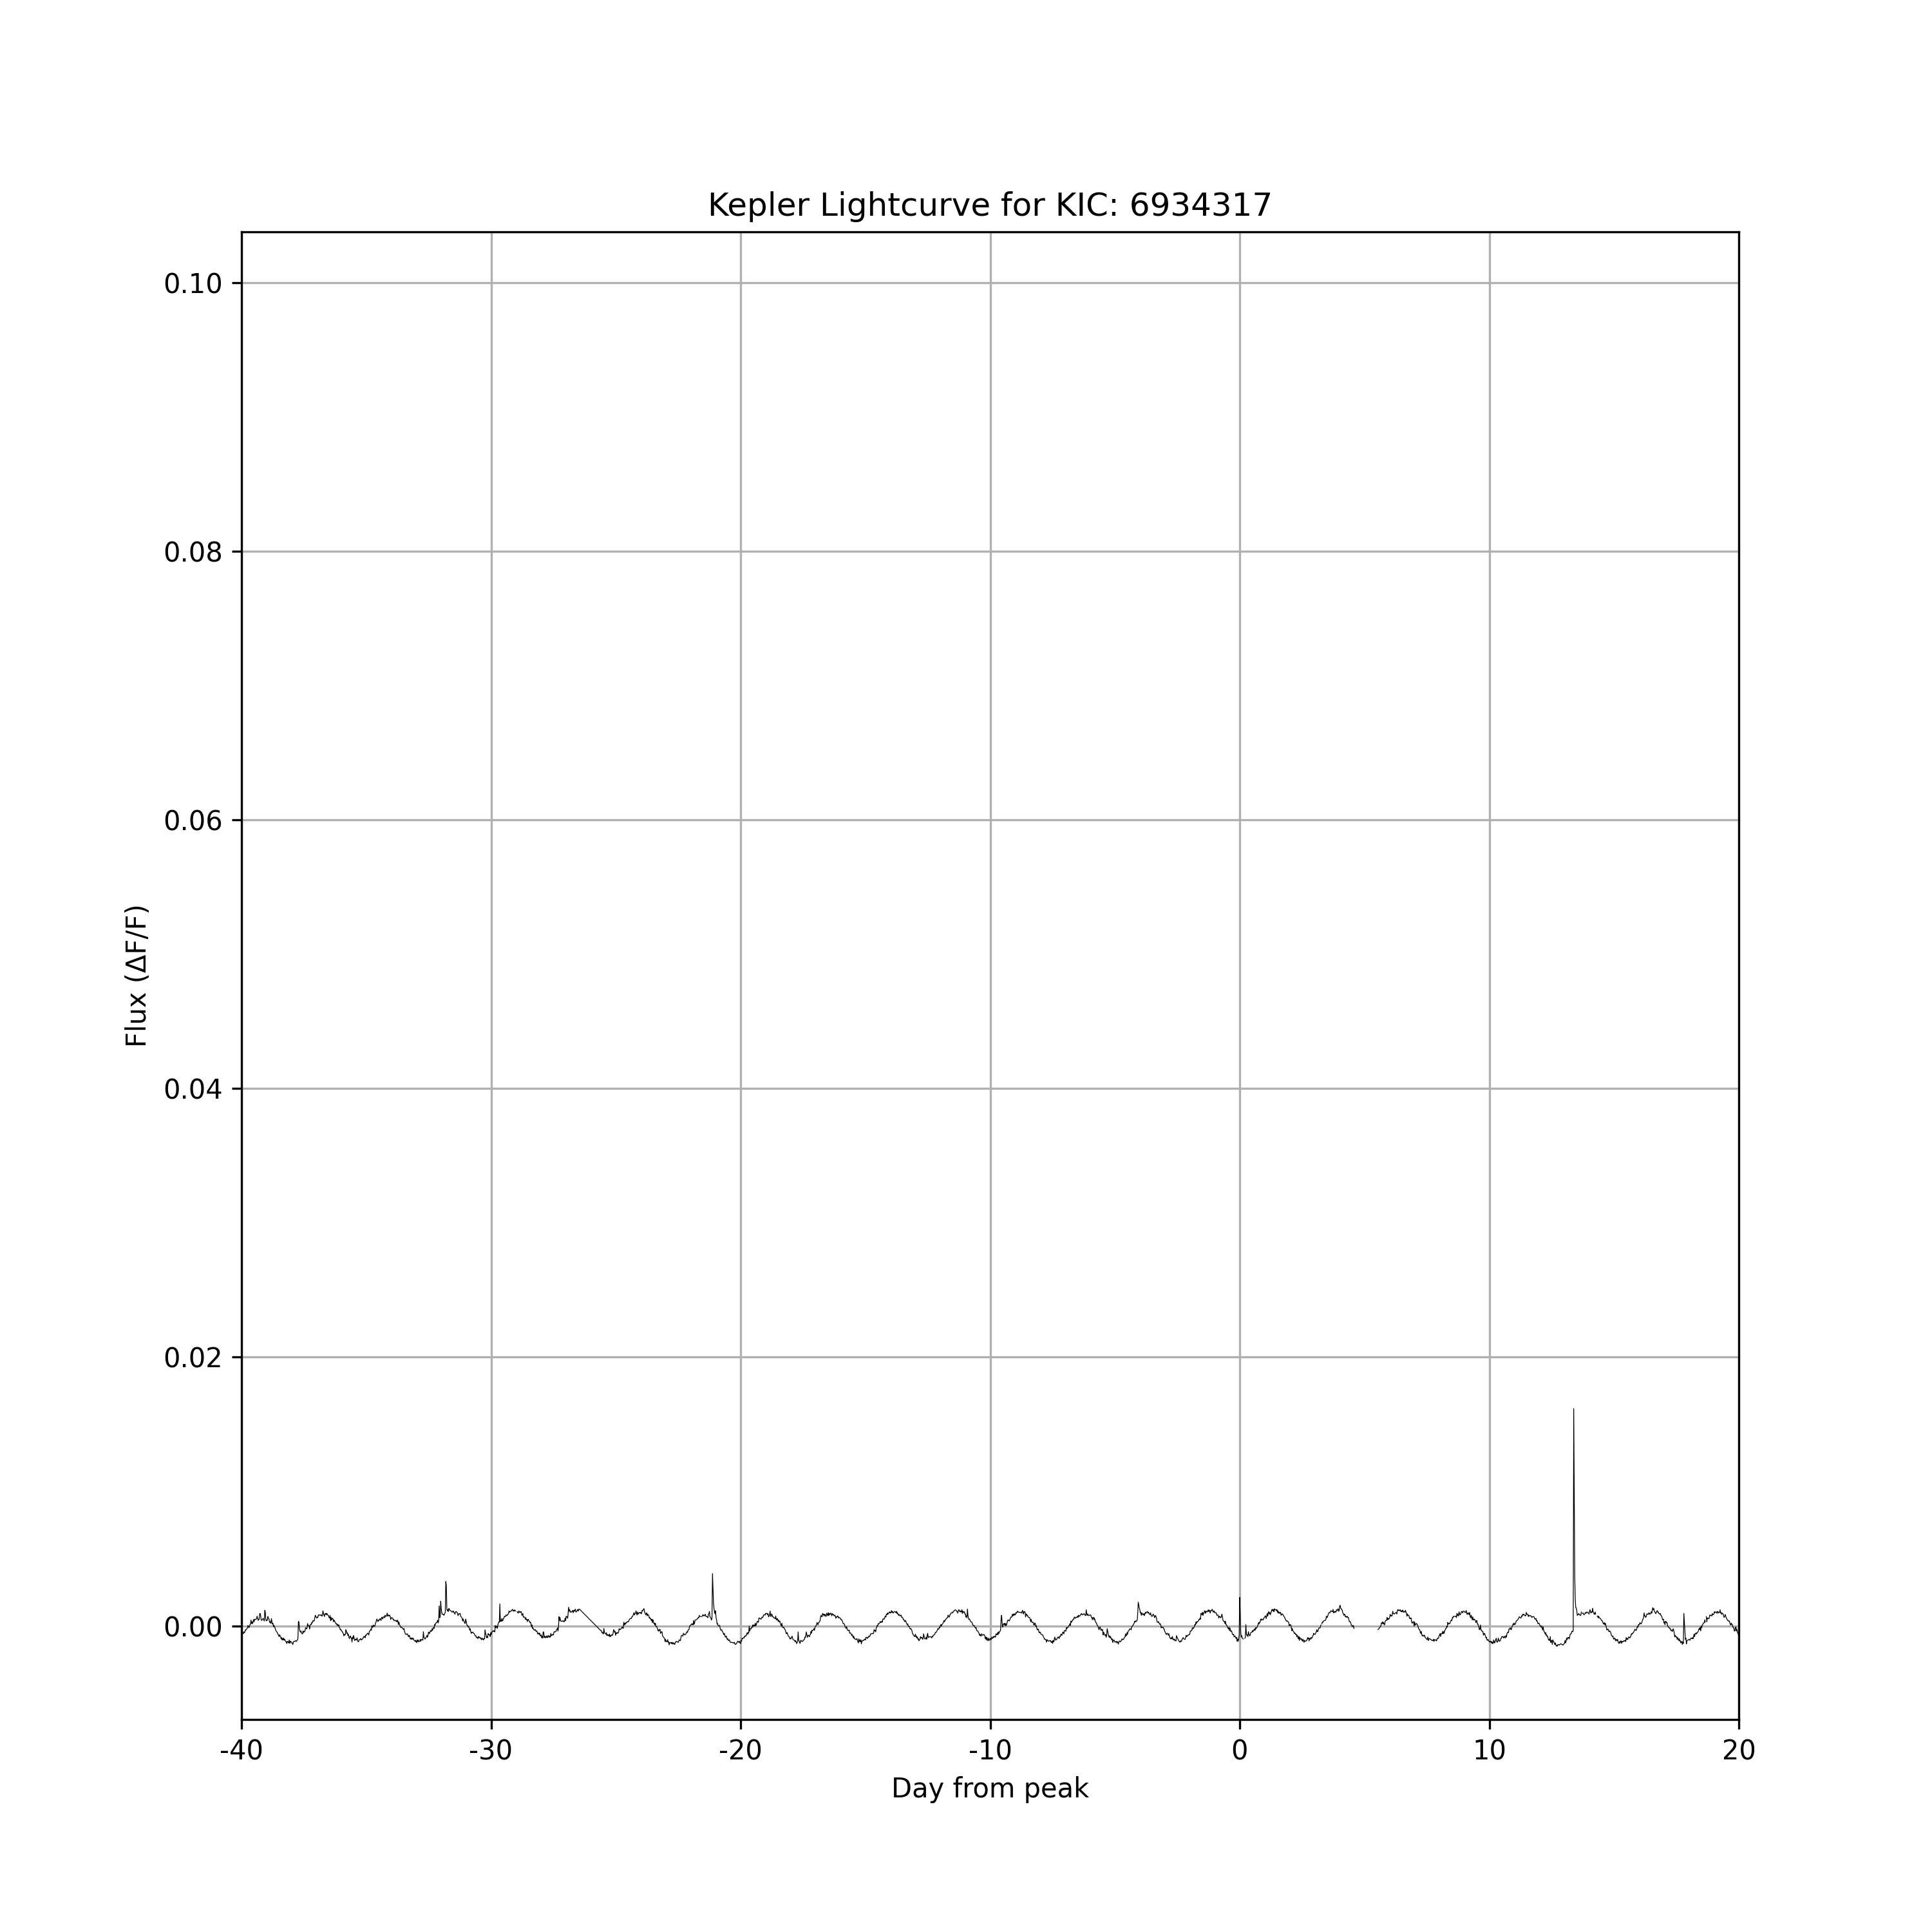 Kepler Lightcurve for KIC: 6934317
0.10
0.08
0.06
0.04
0.02
0.00
Flux (ΔF/F)
-40 -30 -20 -10 0 10 20
Day from peak